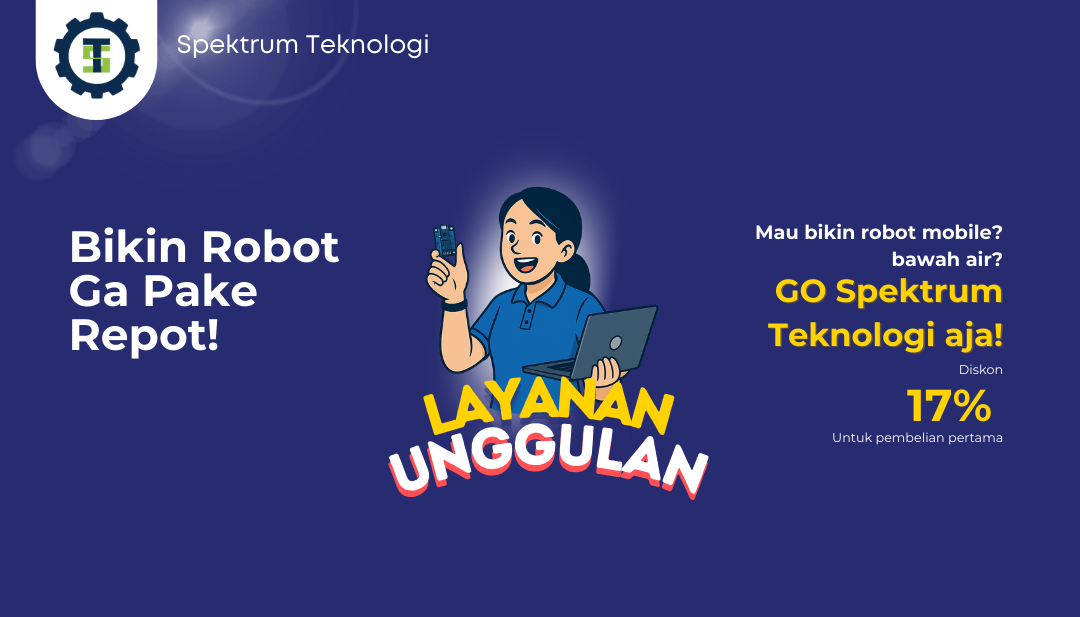 TS
Spektrum Teknologi
Bikin Robot
Ga Pake
Repot!
LAYANAN
UNGGULAN
Mau bikin robot mobile?
bawah air?
GO Spektrum
Teknologi aja!
Diskon
17%
Untuk pembelian pertama